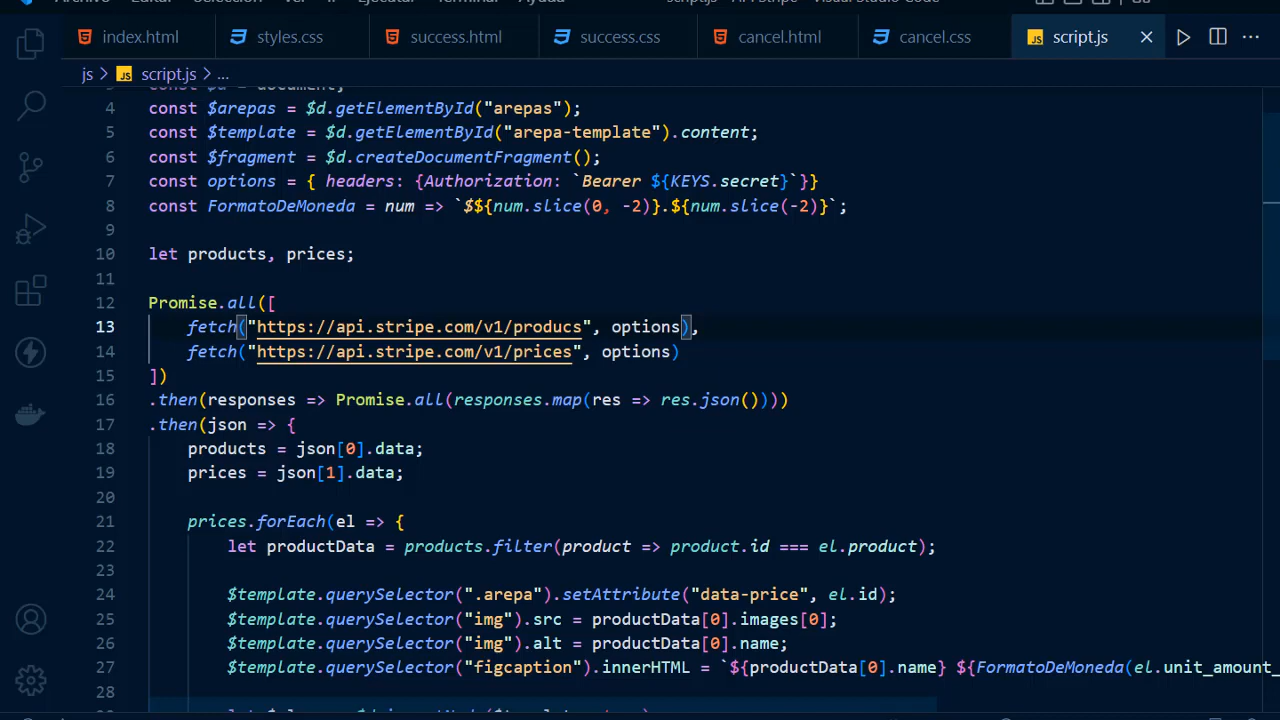 index.html styles.css success.html success.css cancel.html cancel.css script.js
js > script.js > ...
4 const $arepas = $d.getElementById("arepas");
5 const $template = $d.getElementById("arepa-template").content;
6 const $fragment = $d.createDocumentFragment();
7 const options = { headers: {Authorization: `Bearer ${KEYS.secret}`}}
8 const FormatoDeMoneda = num => `$${num.slice(0, -2)}.${num.slice(-2)}`;
9
10 let products, prices;
11
12 Promise.all([
13 fetch("https://api.stripe.com/v1/producs", options),
14 fetch("https://api.stripe.com/v1/prices", options)
15 ])
16 .then(responses => Promise.all(responses.map(res => res.json())))
17 .then(json => {
18 products = json[0].data;
19 prices = json[1].data;
20
21 prices.forEach(el => {
22 let productData = products.filter(product => product.id === el.product);
23
24 $template.querySelector(".arepa").setAttribute("data-price", el.id);
25 $template.querySelector("img").src = productData[0].images[0];
26 $template.querySelector("img").alt = productData[0].name;
27 $template.querySelector("figcaption").innerHTML = `${productData[0].name} ${FormatoDeMoneda(el.unit_amount_
28